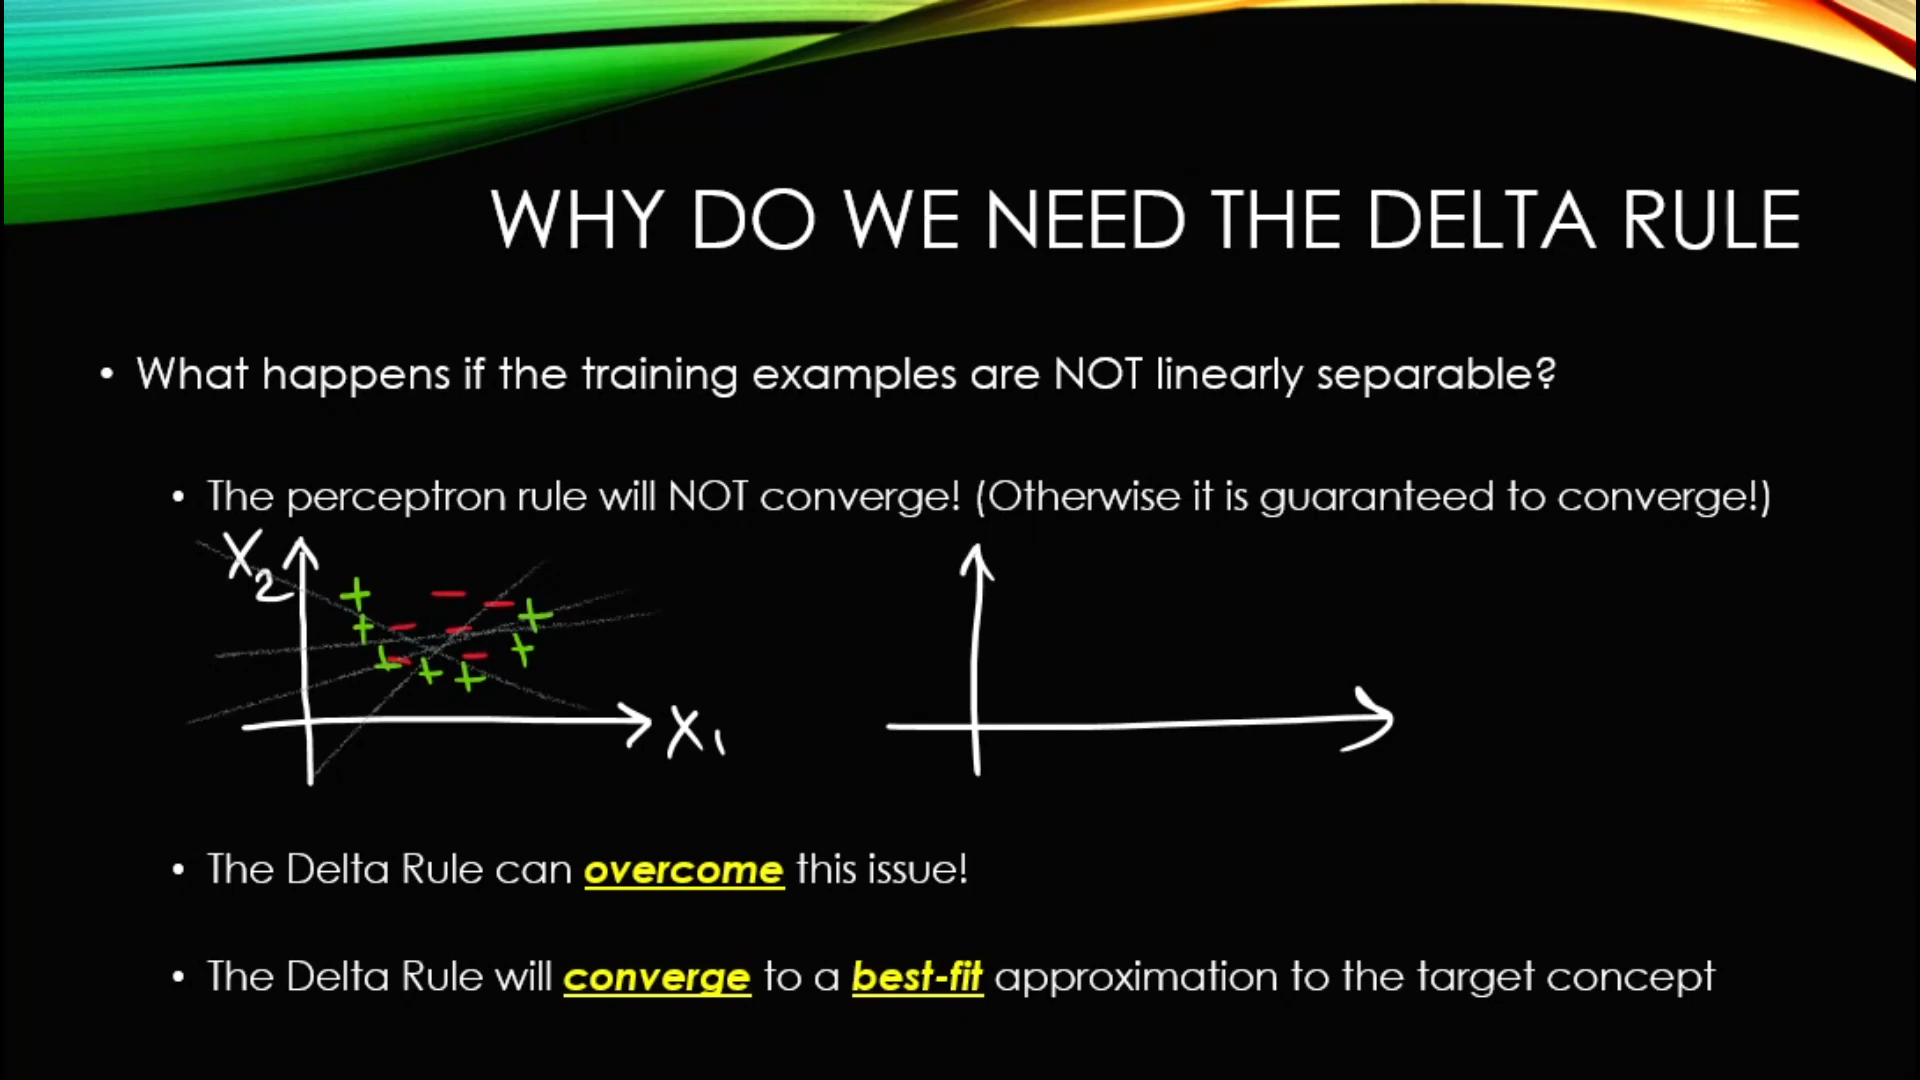 WHY DO WE NEED THE DELTA RULE
• What happens if the training examples are NOT linearly separable?
• The perceptron rule will NOT converge! (Otherwise it is guaranteed to converge!)
X2
X1
• The Delta Rule can overcome this issue!
• The Delta Rule will converge to a best-fit approximation to the target concept